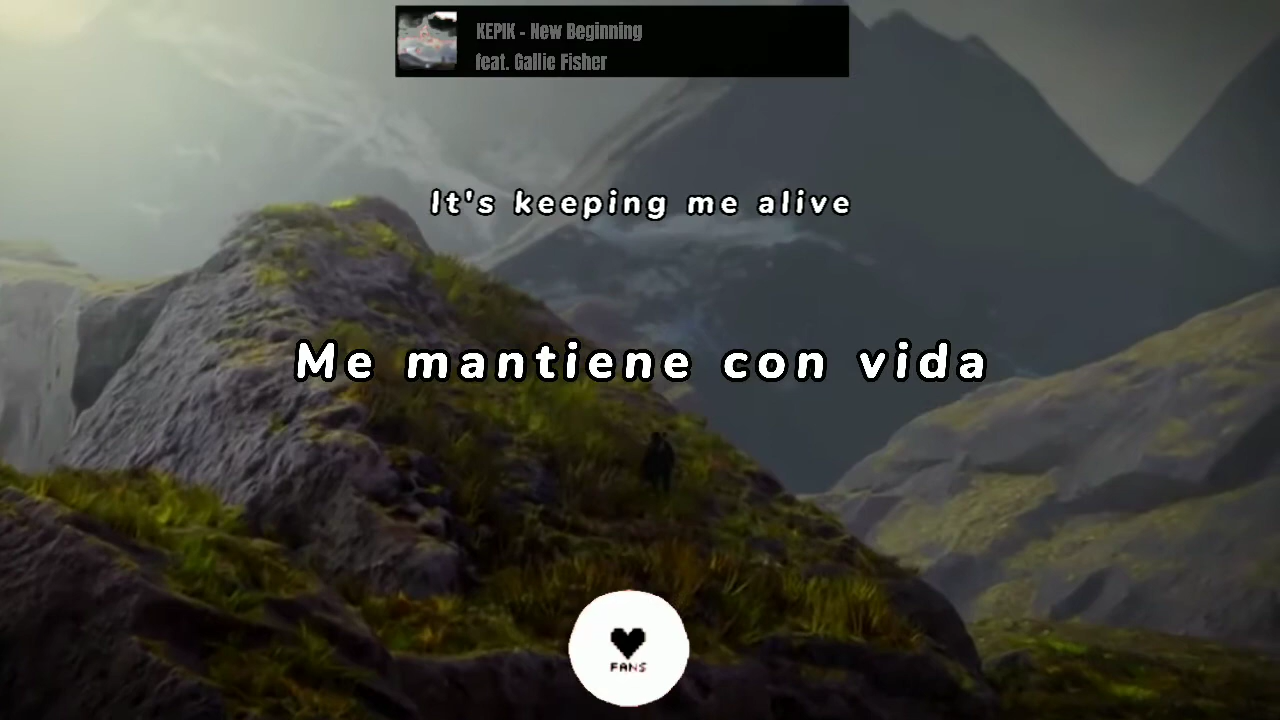 KEPIK - New Beginning
feat. Gallie Fisher
It's keeping me alive
Me mantiene con vida
FANS